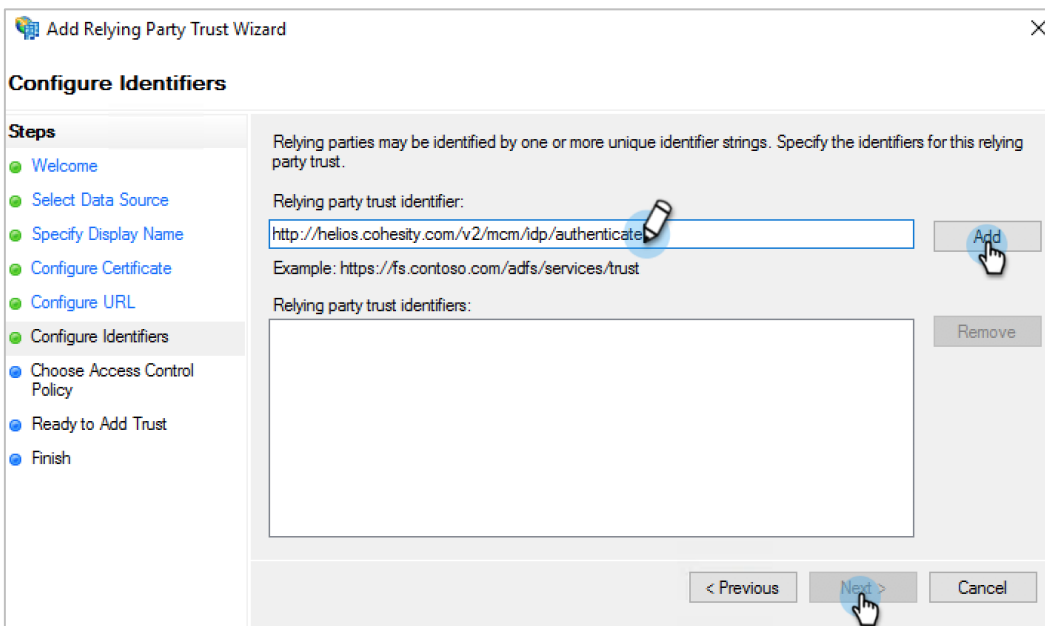 Add Relying Party Trust Wizard
Configure Identifiers
Steps
Welcome
Select Data Source
Specify Display Name
Configure Certificate
Configure URL
Configure Identifiers
Choose Access Control
Policy
Ready to Add Trust
Finish
Relying parties may be identified by one or more unique identifier strings. Specify the identifiers for this relying
party trust.
Relying party trust identifier:
http://helios.cohesity.com/v2/mcm/idp/authenticate
Add
Example: https://fs.contoso.com/adfs/services/trust
Relying party trust identifiers:
Remove
< Previous
Next >
Cancel